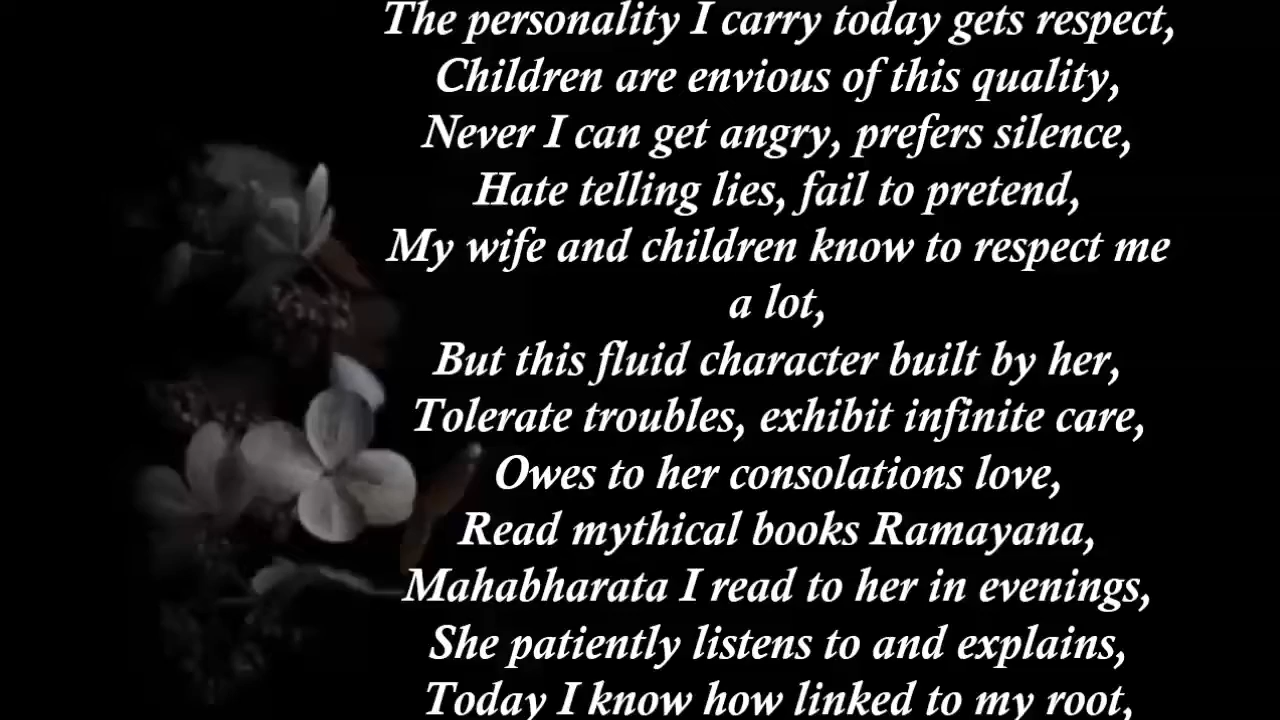 The personality I carry today gets respect,
Children are envious of this quality,
Never I can get angry, prefers silence,
Hate telling lies, fail to pretend,
My wife and children know to respect me
a lot,
But this fluid character built by her,
Tolerate troubles, exhibit infinite care,
Owes to her consolations love,
Read mythical books Ramayana,
Mahabharata I read to her in evenings,
She patiently listens to and explains,
Today I know how linked to my root,